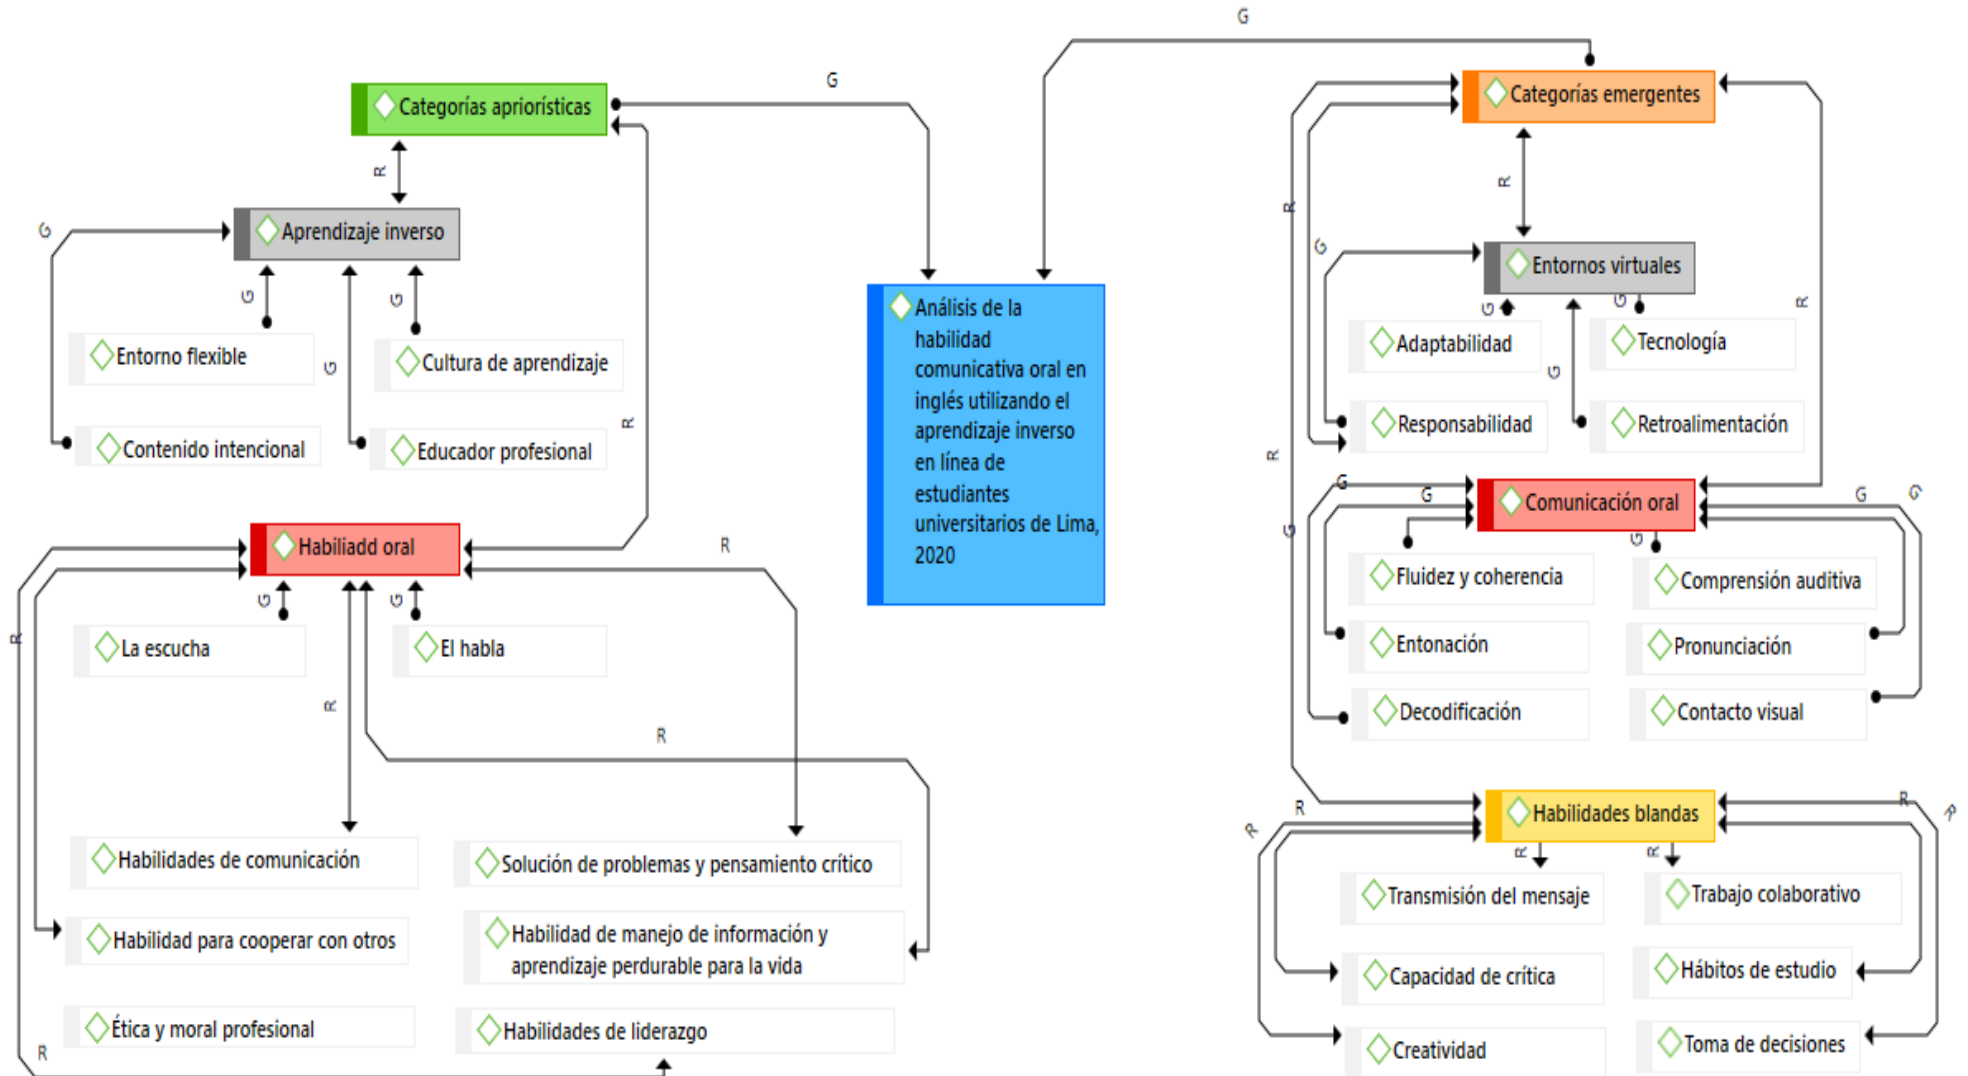 G
G
Categorías apriorísticas
Categorías emergentes
R
R
R
G
Aprendizaje inverso
G
Entornos virtuales
G
G
G
G
R
Entorno flexible
G
Cultura de aprendizaje
Adaptabilidad
Tecnología
G
R
Contenido intencional
Educador profesional
Responsabilidad
Retroalimentación
Análisis de la
habilidad
comunicativa oral en
inglés utilizando el
aprendizaje inverso
en línea de
estudiantes
universitarios de Lima,
2020
R
G
G
G
G
Comunicación oral
G
G
Habiliadd oral
R
Fluidez y coherencia
Comprensión auditiva
G
G
La escucha
El habla
Entonación
Pronunciación
R
R
R
Decodificación
Contacto visual
R
R
R
R
Habilidades blandas
R
R
Habilidades de comunicación
Solución de problemas y pensamiento crítico
Transmisión del mensaje
Trabajo colaborativo
Habilidad para cooperar con otros
Habilidad de manejo de información y
aprendizaje perdurable para la vida
Capacidad de crítica
Hábitos de estudio
Ética y moral profesional
Habilidades de liderazgo
Creatividad
Toma de decisiones
R